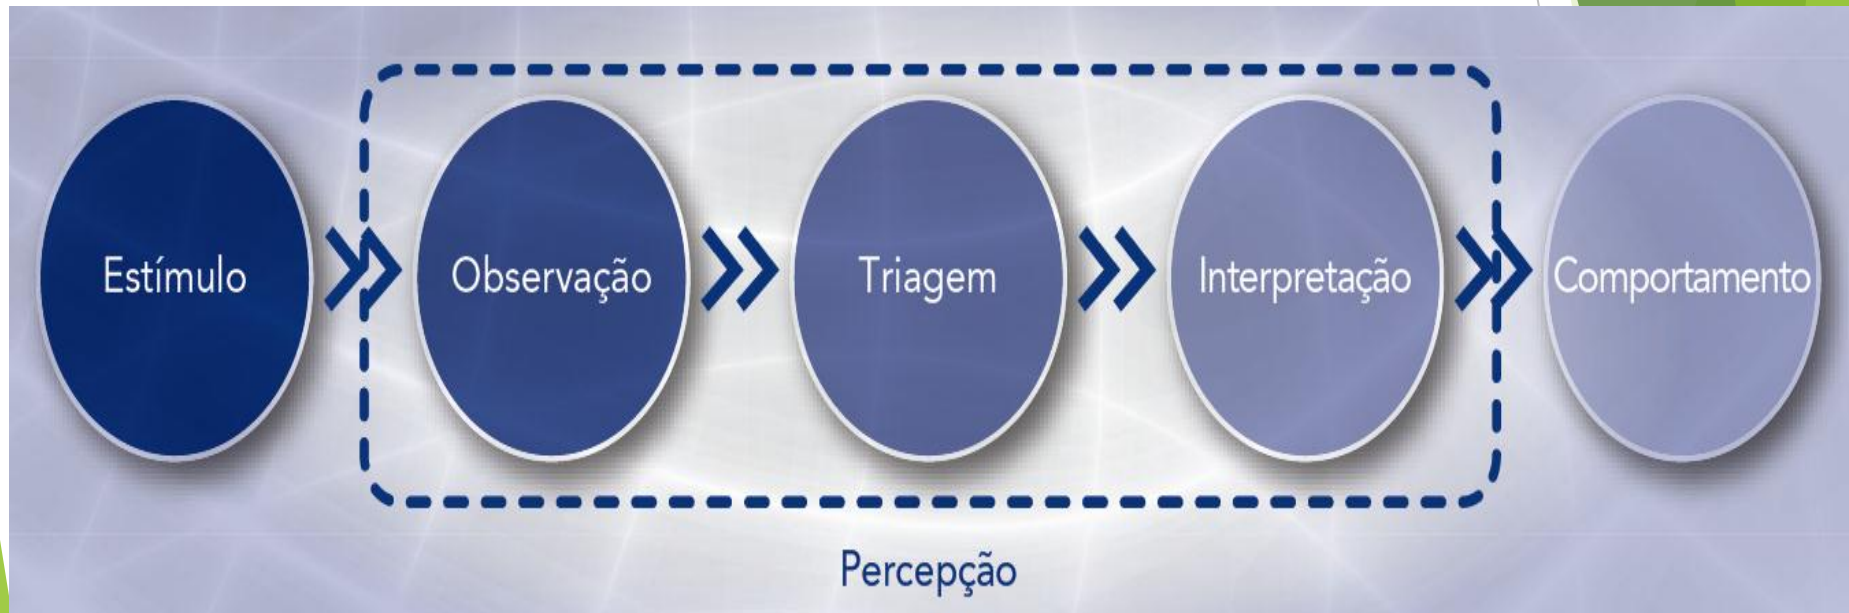 Estímulo
Observação
Triagem
Interpretação
Comportamento
Percepção